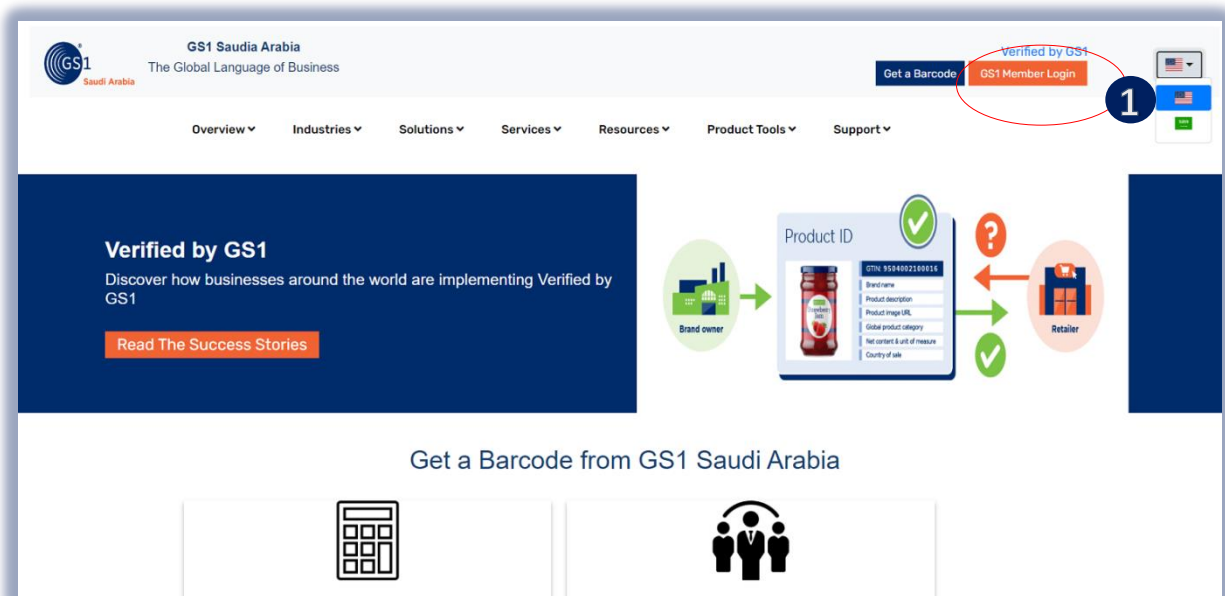 GS1
Saudi Arabia
GS1 Saudia Arabia
The Global Language of Business
Verified by GS1
Get a Barcode
GS1 Member Login
1
Overview
Industries
Solutions
Services
Resources
Product Tools
Support
Verified by GS1
Discover how businesses around the world are implementing Verified by
GS1
Read The Success Stories
Brand owner
Product ID
GTIN: 9504002100016
Brand name
Product description
Product image URL
Global product category
Net content & unit of measure
Country of sale
Strawberry
Jam
?
Retailer
Get a Barcode from GS1 Saudi Arabia